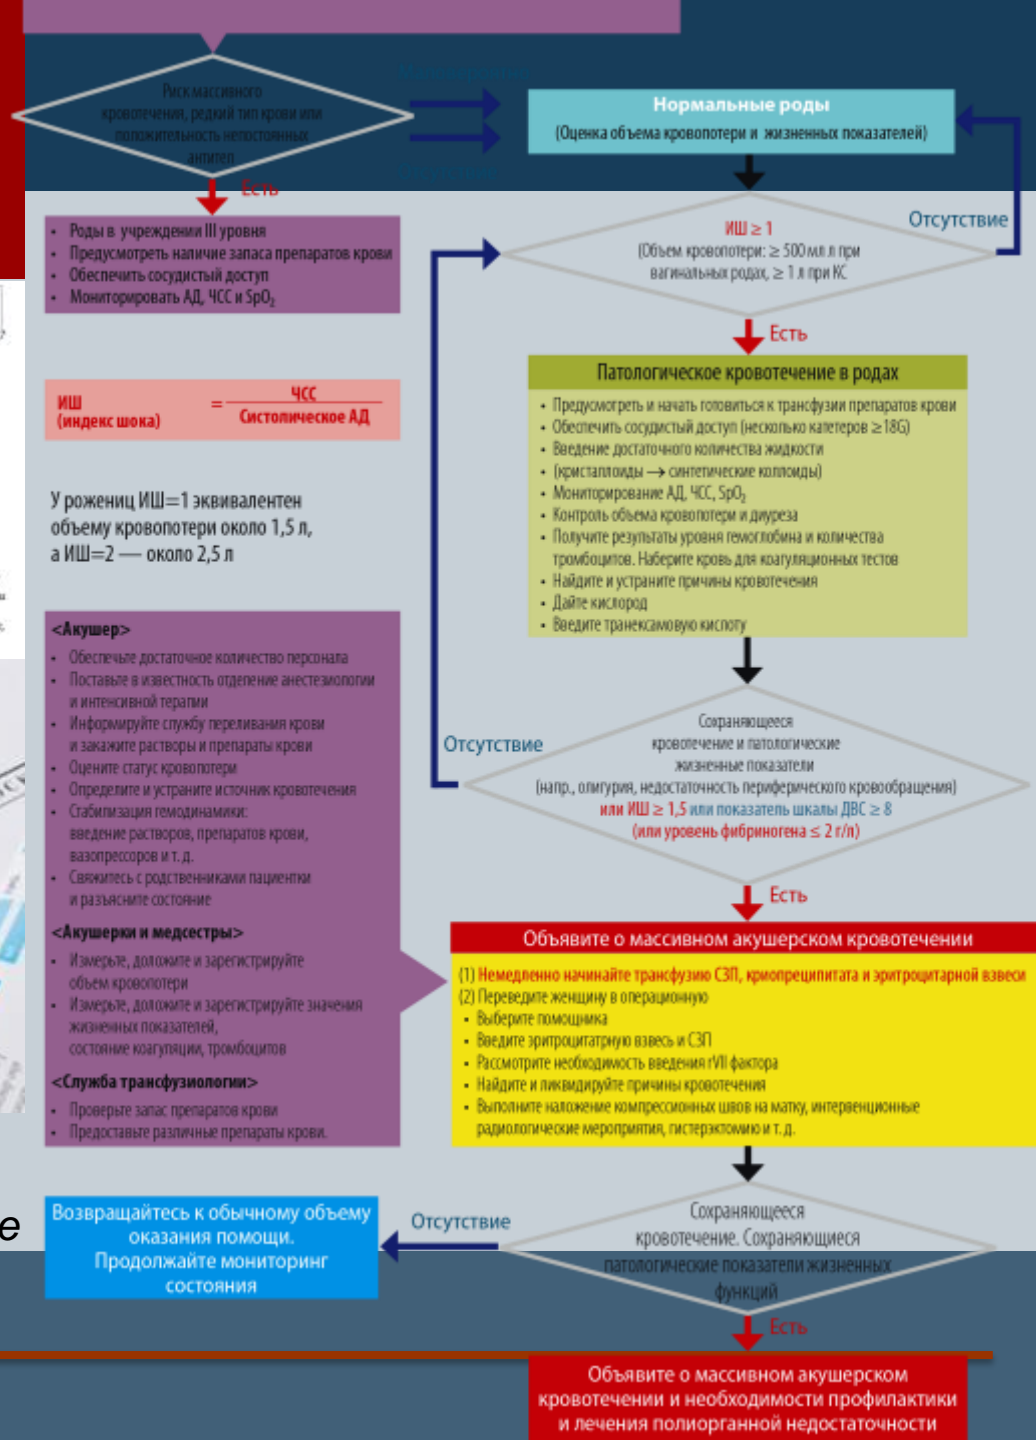 Риск массивного
кровотечения, редкий тип крови или
положительность непостоянных
антител
Есть
• Роды в учреждении III уровня
• Предусмотреть наличие запаса препаратов крови
• Обеспечить сосудистый доступ
• Мониторировать АД, ЧСС и SpO₂
ИШ
(индекс шока)
= ЧСС
Систолическое АД
У рожениц ИШ=1 эквивалентен
объему кровопотери около 1,5 л,
а ИШ=2 — около 2,5 л
<Акушер>
• Обеспечьте достаточное количество персонала
• Поставьте в известность отделение анестезиологии
и интенсивной терапии
• Информируйте службу переливания крови
и закажите растворы и препараты крови
• Оцените статус кровопотери
• Определите и устраните источник кровотечения
• Стабилизация гемодинамики:
введение растворов, препаратов крови,
вазопрессоров и т. д.
• Свяжитесь с родственниками пациентки
и разъясните состояние
<Акушерки и медсестры>
• Измерьте, доложите и зарегистрируйте
объем кровопотери
• Измерьте, доложите и зарегистрируйте значения
жизненных показателей,
состояние коагуляции, тромбоцитов
<Служба трансфузиологии>
• Проверьте запас препаратов крови
• Предоставьте различные препараты крови.
Нормальные роды
(Оценка объема кровопотери и жизненных показателей)
ИШ ≥ 1
(Объем кровопотери: ≥ 500 мл л при
вагинальных родах, ≥ 1 л при КС
Отсутствие
Есть
Патологическое кровотечение в родах
• Предусмотреть и начать готовиться к трансфузии препаратов крови
• Обеспечить сосудистый доступ (несколько катетеров ≥18G)
• Введение достаточного количества жидкости
• (кристаллоиды → синтетические коллоиды)
• Мониторирование АД, ЧСС, SpO₂
• Контроль объема кровопотери и диуреза
• Получите результаты уровня гемоглобина и количества
тромбоцитов. Наберите кровь для коагуляционных тестов
• Найдите и устраните причины кровотечения
• Дайте кислород
• Введите транексамовую кислоту
Отсутствие
Сохраняющееся
кровотечение и патологические
жизненные показатели
(напр., олигурия, недостаточность периферического кровообращения)
или ИШ ≥ 1,5 или показатель шкалы ДВС ≥ 8
(или уровень фибриногена ≤ 2 г/л)
Есть
Объявите о массивном акушерском кровотечении
(1) Немедленно начинайте трансфузию СЗП, криопреципитата и эритроцитарной взвеси
(2) Переведите женщину в операционную
• Выберите помощника
• Введите эритроцитатрную взвесь и СЗП
• Рассмотрите необходимость введения rVII фактора
• Найдите и ликвидируйте причины кровотечения
• Выполните наложение компрессионных швов на матку, интервенционные
радиологические мероприятия, гистерэктомию и т. д.
е
Возвращайтесь к обычному объему
оказания помощи.
Продолжайте мониторинг
состояния
Отсутствие
Сохраняющееся
кровотечение. Сохраняющиеся
патологические показатели жизненных
функций
Есть
Объявите о массивном акушерском
кровотечении и необходимости профилактики
и лечения полиорганной недостаточности